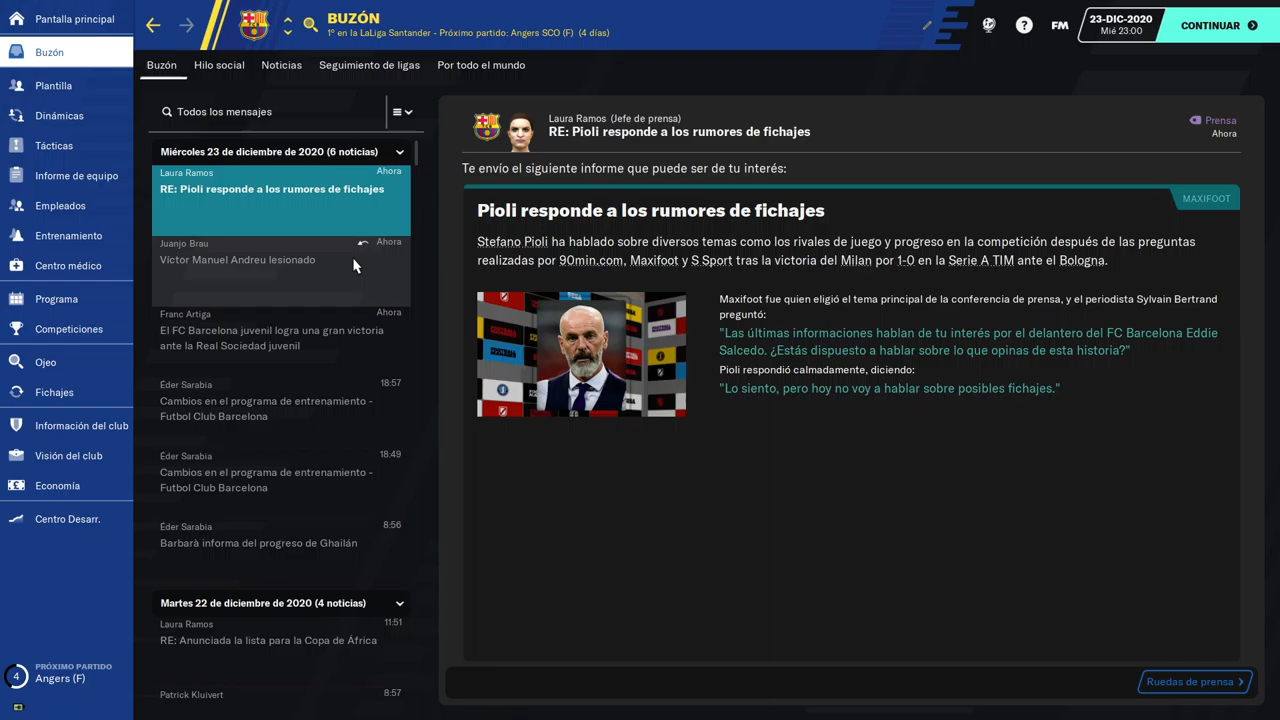 Pantalla principal
Buzón
Plantilla
Dinámicas
Tácticas
Informe de equipo
Empleados
Entrenamiento
Centro médico
Programa
Competiciones
Ojeo
Fichajes
Información del club
Visión del club
Economía
Centro Desarr.
PRÓXIMO PARTIDO
4
Angers (F)
BUZÓN
1º en la LaLiga Santander - Próximo partido: Angers SCO (F) (4 días)
?
FM
23-DIC-2020
Mié 23:00
CONTINUAR
Buzón
Hilo social
Noticias
Seguimiento de ligas
Por todo el mundo
Todos los mensajes
Miércoles 23 de diciembre de 2020 (6 noticias)
Laura Ramos
Ahora
RE: Pioli responde a los rumores de fichajes
Juanjo Brau
Ahora
Víctor Manuel Andreu lesionado
Franc Artiga
Ahora
El FC Barcelona juvenil logra una gran victoria
ante la Real Sociedad juvenil
Éder Sarabia
18:57
Cambios en el programa de entrenamiento -
Futbol Club Barcelona
Éder Sarabia
18:49
Cambios en el programa de entrenamiento -
Futbol Club Barcelona
Éder Sarabia
8:56
Barbarà informa del progreso de Ghailán
Martes 22 de diciembre de 2020 (4 noticias)
Laura Ramos
11:51
RE: Anunciada la lista para la Copa de África
Patrick Kluivert
8:57
Laura Ramos (Jefe de prensa)
RE: Pioli responde a los rumores de fichajes
Prensa
Ahora
Te envío el siguiente informe que puede ser de tu interés:
MAXIFOOT
Pioli responde a los rumores de fichajes
Stefano Pioli ha hablado sobre diversos temas como los rivales de juego y progreso en la competición después de las preguntas
realizadas por 90min.com, Maxifoot y S Sport tras la victoria del Milan por 1-0 en la Serie A TIM ante el Bologna.
Maxifoot fue quien eligió el tema principal de la conferencia de prensa, y el periodista Sylvain Bertrand
preguntó:
"Las últimas informaciones hablan de tu interés por el delantero del FC Barcelona Eddie
Salcedo. ¿Estás dispuesto a hablar sobre lo que opinas de esta historia?"
Pioli respondió calmadamente, diciendo:
"Lo siento, pero hoy no voy a hablar sobre posibles fichajes."
Ruedas de prensa